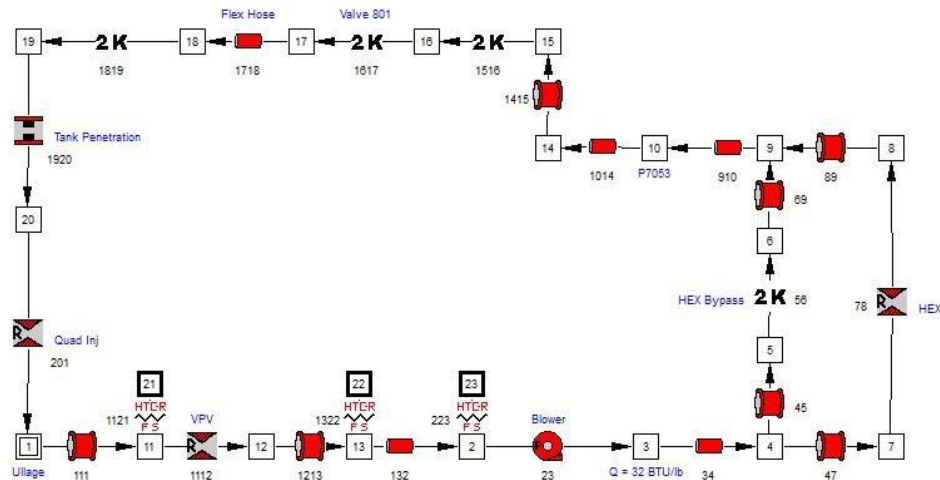 Flex Hose
Valve 801
19
2 K
18
17
2 K
16
2 K
15
1819
1718
1617
1516
1415
Tank Penetration
1920
14
10
9
8
1014
P7053
910
89
69
20
6
HEX Bypass
2 K
56
78
R
HEX
R
Quad Inj
201
5
21
22
23
45
HTC-R
HTC-R
HTC-R
1121
VPV
1322
223
Blower
F S
F S
F S
1
11
R
12
13
2
P
3
4
7
Ullage
111
1112
1213
132
23
Q = 32 BTU/lb
34
47